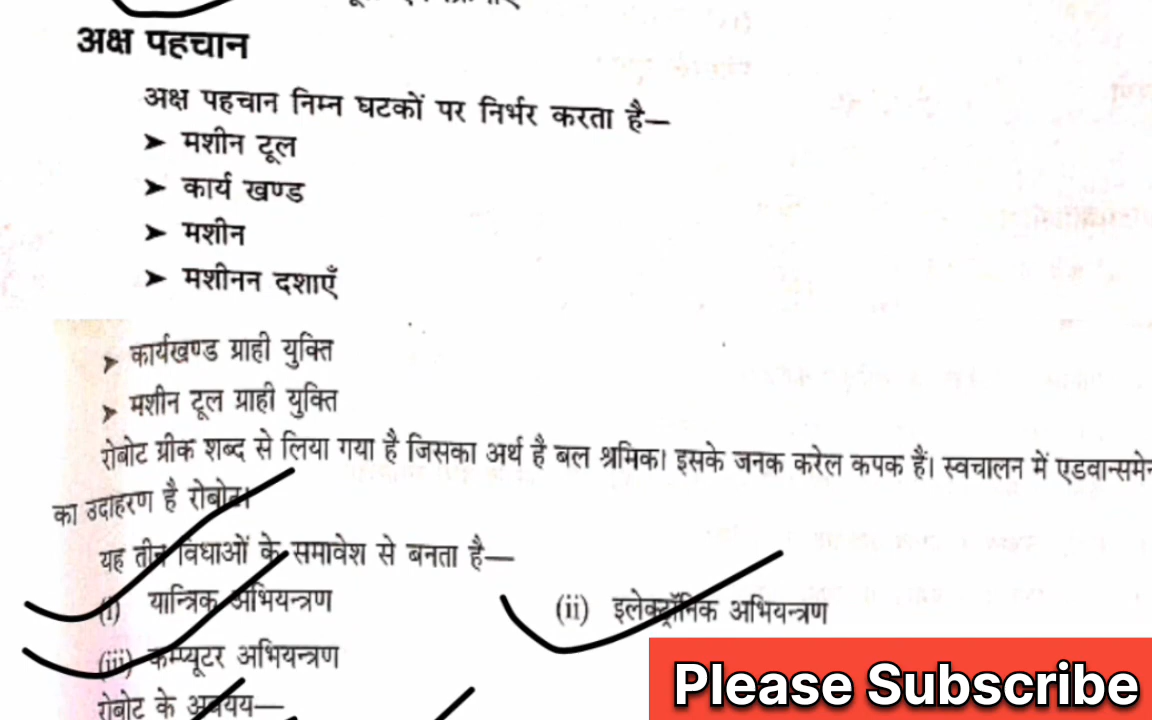 अक्ष पहचान
अक्ष पहचान निम्न घटकों पर निर्भर करता है—
➤ मशीन टूल
➤ कार्य खण्ड
➤ मशीन
➤ मशीनन दशाएँ
➤ कार्यखण्ड ग्राही युक्ति
➤ मशीन टूल ग्राही युक्ति
रोबोट ग्रीक शब्द से लिया गया है जिसका अर्थ है बल श्रमिक। इसके जनक करेल कपक हैं। स्वचालन में एडवान्समेन
का उदाहरण है रोबोट।
यह तीन विधाओं के समावेश से बनता है—
(i) यान्त्रिक अभियन्त्रण (ii) इलेक्ट्रॉनिक अभियन्त्रण
(iii) कम्प्यूटर अभियन्त्रण
रोबोट के अवयय—
Please Subscribe